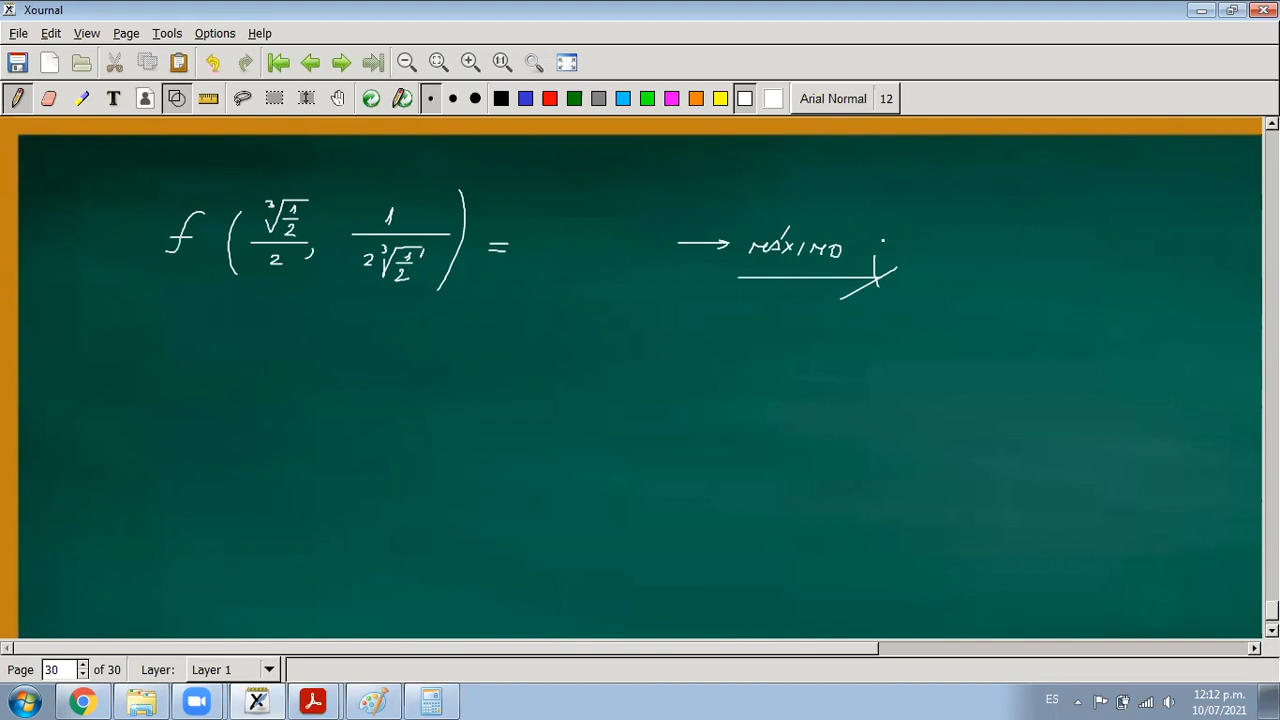 Xournal
File Edit View Page Tools Options Help
Arial Normal 12
f ( ∛(1/2) / 2 , 1 / (2∛(1/2)) ) = → MÁXIMO
Page 30 of 30 Layer: Layer 1
ES 12:12 p.m.
10/07/2021